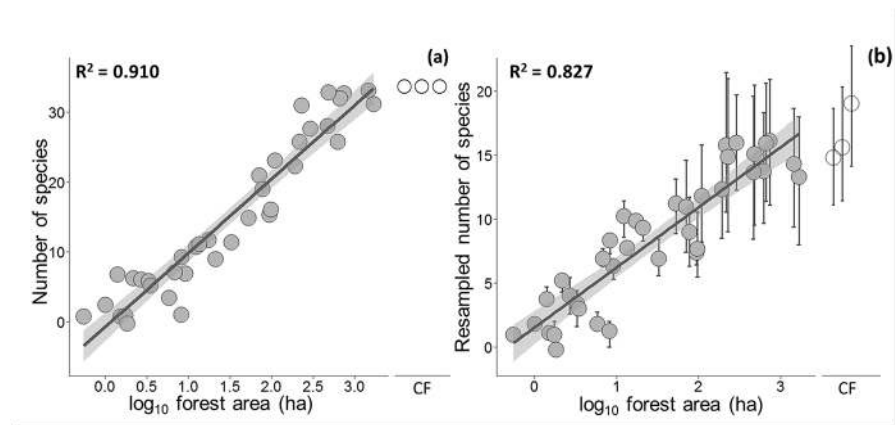 (a)
R² = 0.910
Number of species
30
20
10
0
0.0 0.5 1.0 1.5 2.0 2.5 3.0
CF
log₁₀ forest area (ha)
(b)
R² = 0.827
Resampled number of species
20
15
10
5
0
0 1 2 3
CF
log₁₀ forest area (ha)